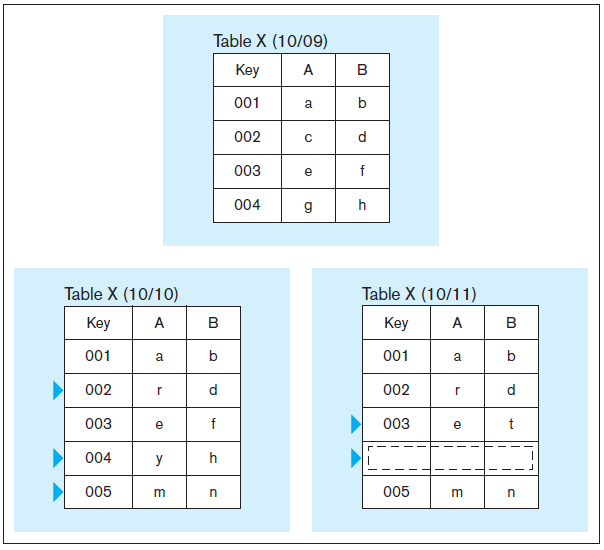 Table X (10/09)
Key A B
001 a b
002 c d
003 e f
004 g h
Table X (10/10)
Key A B
001 a b
002 r d
003 e f
004 y h
005 m n
Table X (10/11)
Key A B
001 a b
002 r d
003 e t
005 m n